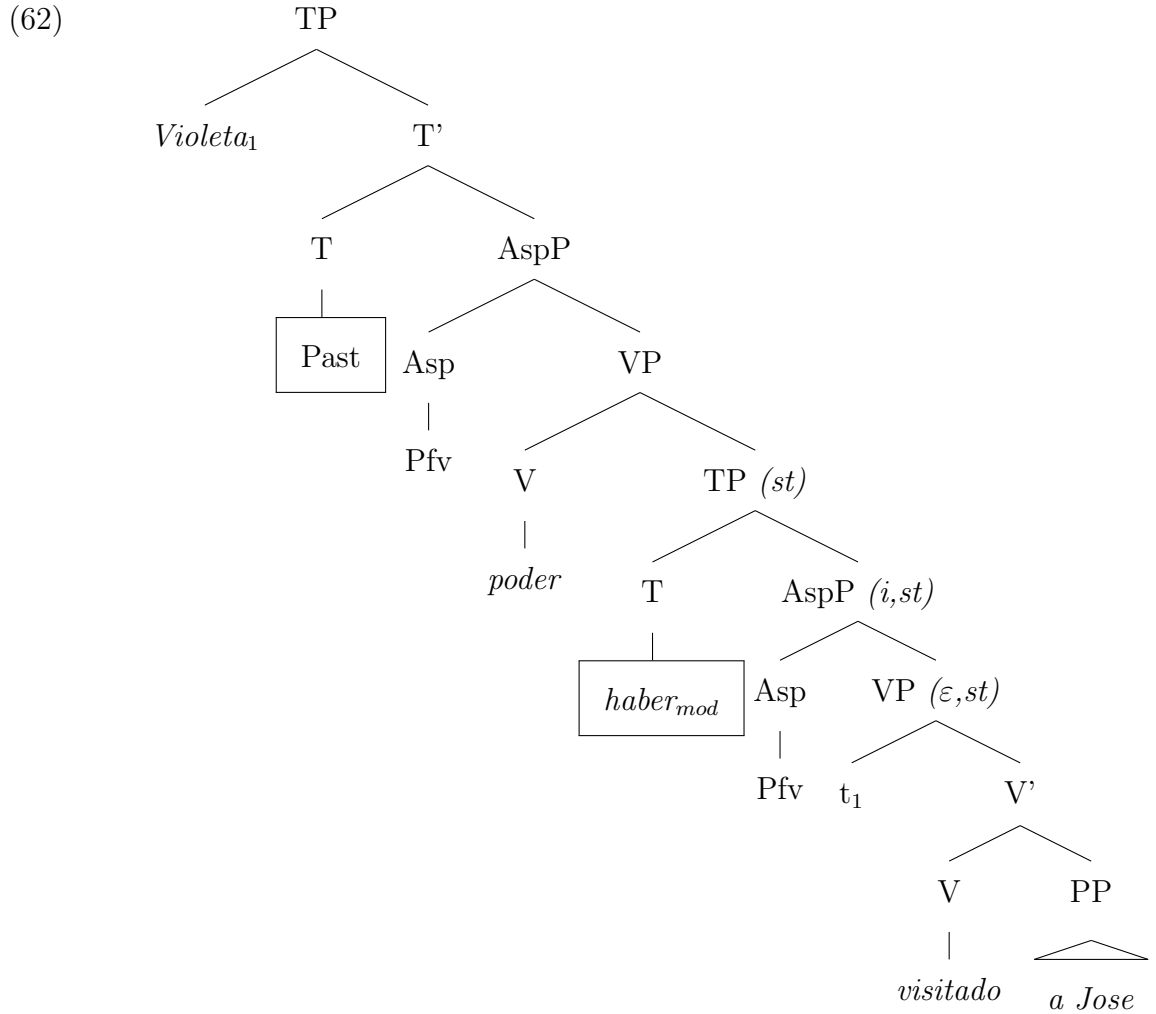 (62) TP
Violeta₁ T'
T AspP
Past Asp VP
Pfv V TP (st)
poder T AspP (i,st)
haber_mod Asp VP (ε,st)
Pfv t₁ V'
V PP
visitado a Jose